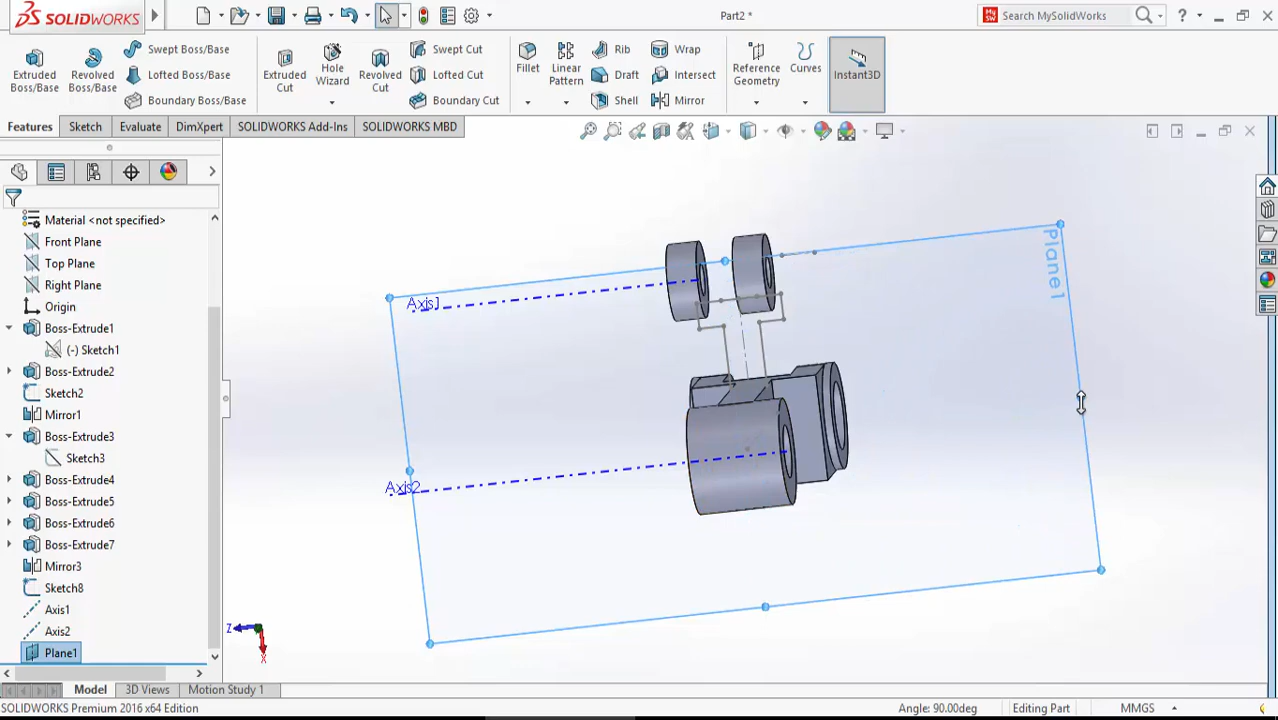 SOLIDWORKS
Part2 *
Search MySolidWorks
?
Extruded Boss/Base
Revolved Boss/Base
Swept Boss/Base
Lofted Boss/Base
Boundary Boss/Base
Extruded Cut
Hole Wizard
Revolved Cut
Swept Cut
Lofted Cut
Boundary Cut
Fillet
Linear Pattern
Rib
Draft
Shell
Wrap
Intersect
Mirror
Reference Geometry
Curves
Instant3D
Features
Sketch
Evaluate
DimXpert
SOLIDWORKS Add-Ins
SOLIDWORKS MBD
Material <not specified>
Front Plane
Top Plane
Right Plane
Origin
Boss-Extrude1
(-) Sketch1
Boss-Extrude2
Sketch2
Mirror1
Boss-Extrude3
Sketch3
Boss-Extrude4
Boss-Extrude5
Boss-Extrude6
Boss-Extrude7
Mirror3
Sketch8
Axis1
Axis2
Plane1
Plane1
Axis1
Axis2
Z
X
Model
3D Views
Motion Study 1
SOLIDWORKS Premium 2016 x64 Edition
Angle: 90.00deg
Editing Part
MMGS